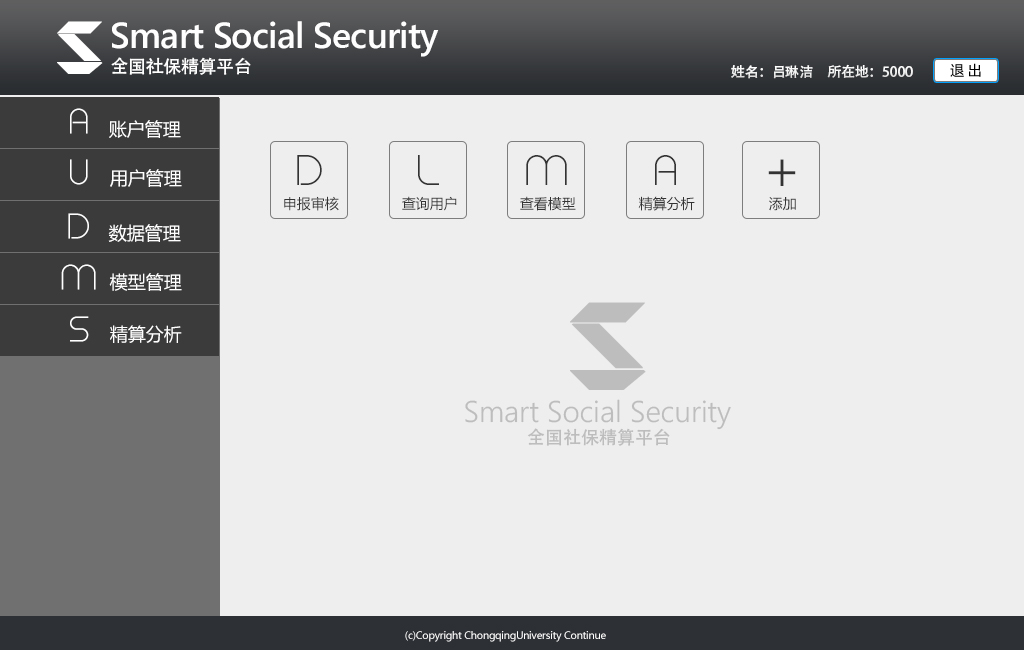 Smart Social Security
全国社保精算平台
姓名：吕琳洁 所在地：5000 退出
A 账户管理
U 用户管理
D 数据管理
M 模型管理
S 精算分析
D L M A +
申报审核 查询用户 查看模型 精算分析 添加
Smart Social Security
全国社保精算平台
(c)Copyright ChongqingUniversity Continue